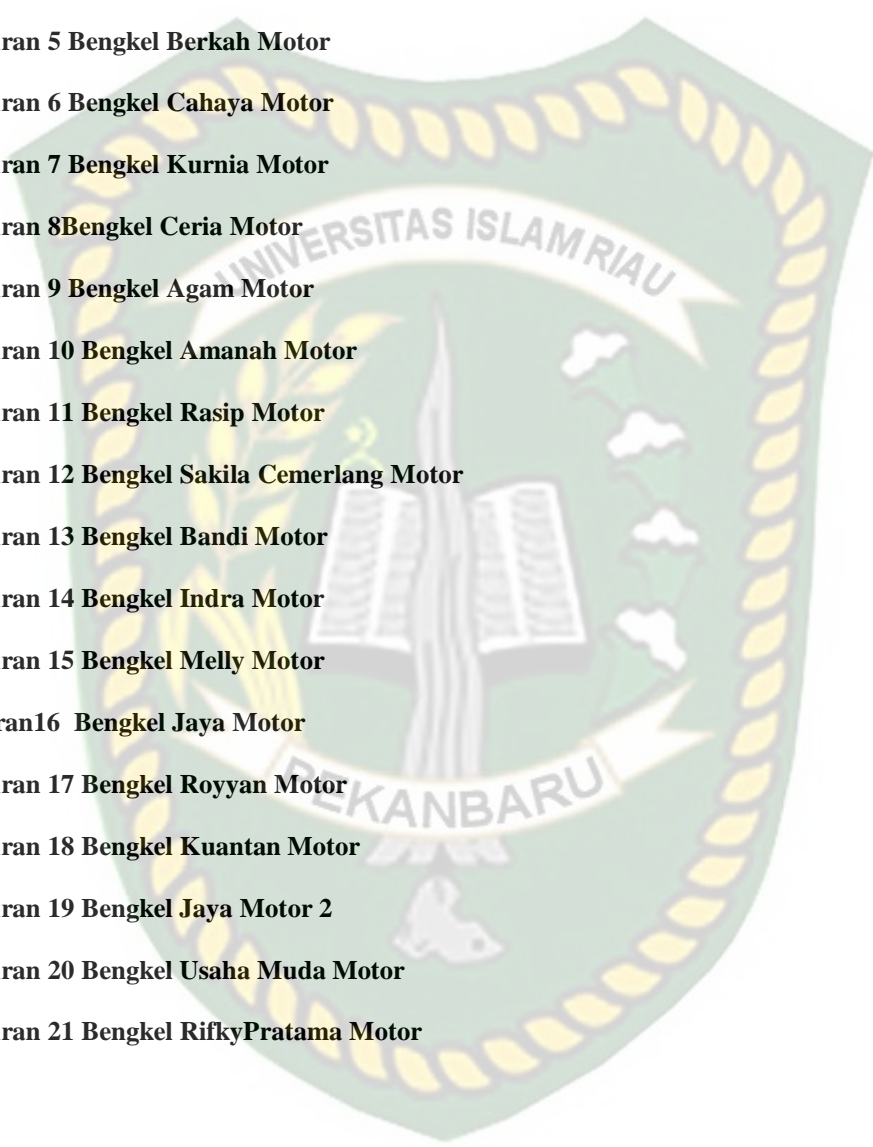 ran 5 Bengkel Berkah Motor
ran 6 Bengkel Cahaya Motor
ran 7 Bengkel Kurnia Motor
ran 8Bengkel Ceria Motor
UNIVERSITAS ISLAM RIAU
ran 9 Bengkel Agam Motor
ran 10 Bengkel Amanah Motor
ran 11 Bengkel Rasip Motor
ran 12 Bengkel Sakila Cemerlang Motor
ran 13 Bengkel Bandi Motor
ran 14 Bengkel Indra Motor
ran 15 Bengkel Melly Motor
ran16  Bengkel Jaya Motor
ran 17 Bengkel Royyan Motor
PEKANBARU
ran 18 Bengkel Kuantan Motor
ran 19 Bengkel Jaya Motor 2
ran 20 Bengkel Usaha Muda Motor
ran 21 Bengkel RifkyPratama Motor